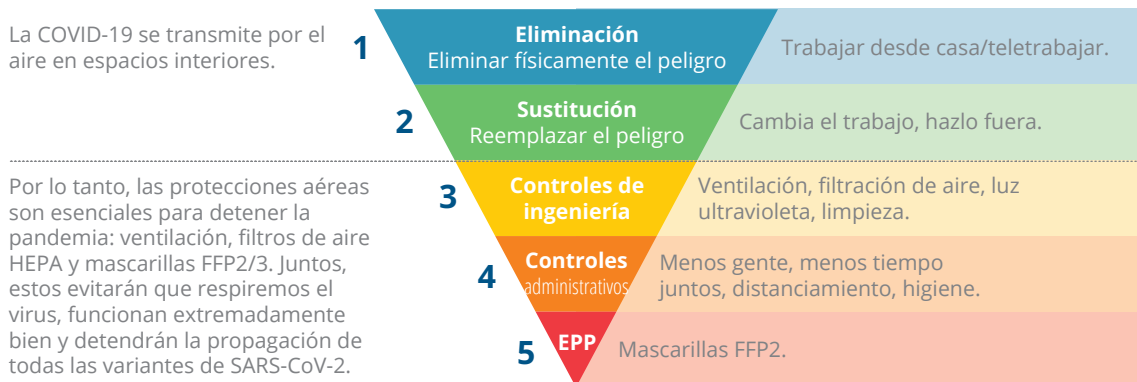 La COVID-19 se transmite por el
aire en espacios interiores.
1
Eliminación
Eliminar físicamente el peligro
Trabajar desde casa/teletrabajar.
2
Sustitución
Reemplazar el peligro
Cambia el trabajo, hazlo fuera.
Por lo tanto, las protecciones aéreas
son esenciales para detener la
pandemia: ventilación, filtros de aire
HEPA y mascarillas FFP2/3. Juntos,
estos evitarán que respiremos el
virus, funcionan extremadamente
bien y detendrán la propagación de
todas las variantes de SARS-CoV-2.
3
Controles de
ingeniería
Ventilación, filtración de aire, luz
ultravioleta, limpieza.
4
Controles
administrativos
Menos gente, menos tiempo
juntos, distanciamiento, higiene.
5
EPP
Mascarillas FFP2.